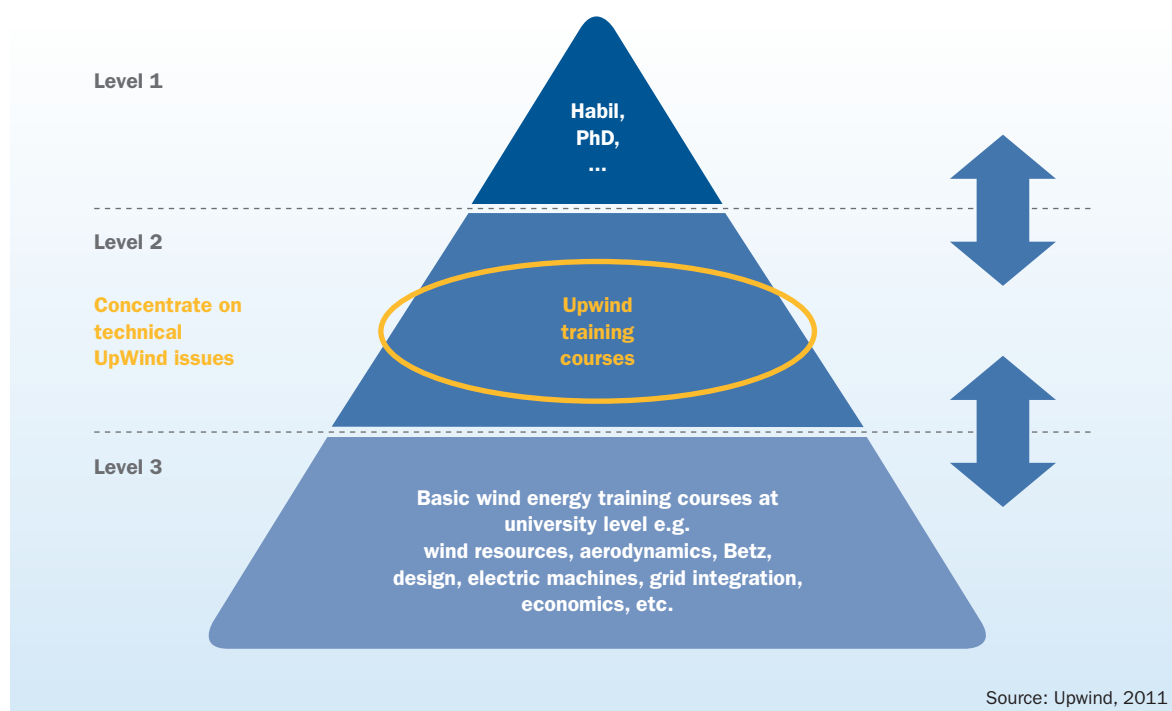 Level 1
Habil,
PhD,
...
Level 2
Concentrate on
technical
UpWind issues
Upwind
training
courses
Level 3
Basic wind energy training courses at
university level e.g.
wind resources, aerodynamics, Betz,
design, electric machines, grid integration,
economics, etc.
Source: Upwind, 2011